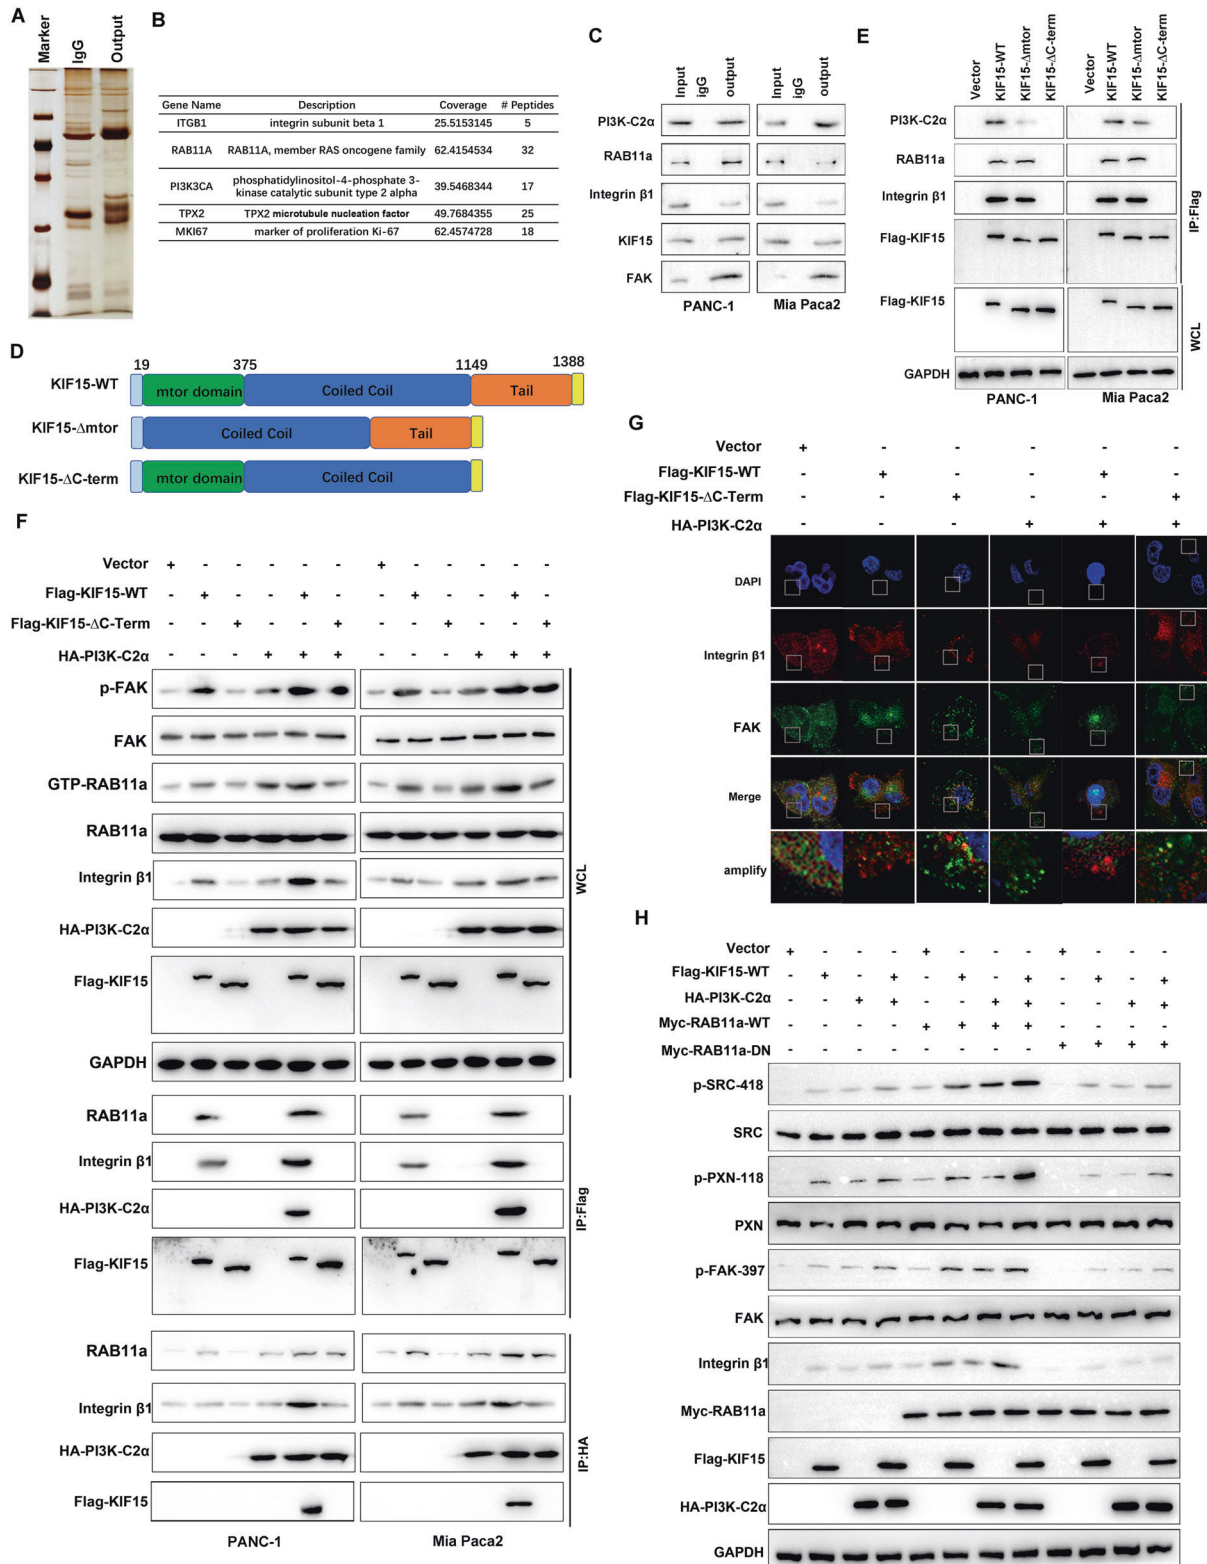 A
Marker
IgG
Output
B
Gene Name Description Coverage # Peptides
ITGB1 integrin subunit beta 1 25.5153145 5
RAB11A RAB11A, member RAS oncogene family 62.4154534 32
PI3K3CA phosphatidylinositol-4-phosphate 3-
kinase catalytic subunit type 2 alpha 39.5468344 17
TPX2 TPX2 microtubule nucleation factor 49.7684355 25
MKI67 marker of proliferation Ki-67 62.4574728 18
C
Input igG output Input IgG output
PI3K-C2α
RAB11a
Integrin β1
KIF15
FAK
PANC-1 Mia Paca2
E
Vector KIF15-WT KIF15-Δmtor KIF15-ΔC-term Vector KIF15-WT KIF15-Δmtor KIF15-ΔC-term
PI3K-C2α
RAB11a
Integrin β1
Flag-KIF15
IP:Flag
Flag-KIF15
GAPDH
WCL
PANC-1 Mia Paca2
D
19 375 1149 1388
KIF15-WT mtor domain Coiled Coil Tail
KIF15-Δmtor Coiled Coil Tail
KIF15-ΔC-term mtor domain Coiled Coil
F
Vector + - - - - - + - - - - -
Flag-KIF15-WT - + - - + - - + - - + -
Flag-KIF15-ΔC-Term - - + - - + - - + - - +
HA-PI3K-C2α - - - + + + - - - + + +
p-FAK
FAK
GTP-RAB11a
RAB11a
Integrin β1
HA-PI3K-C2α
Flag-KIF15
GAPDH
WCL
RAB11a
Integrin β1
HA-PI3K-C2α
Flag-KIF15
IP:Flag
RAB11a
Integrin β1
HA-PI3K-C2α
Flag-KIF15
IP:HA
PANC-1 Mia Paca2
G
Vector + - - - - -
Flag-KIF15-WT - + - - + -
Flag-KIF15-ΔC-Term - - + - - +
HA-PI3K-C2α - - - + + +
DAPI
Integrin β1
FAK
Merge
amplify
H
Vector + - - - + - - - + - - -
Flag-KIF15-WT - + - + - + - + - + - +
HA-PI3K-C2α - - + + - - + + - - + +
Myc-RAB11a-WT - - - - + + + + - - - -
Myc-RAB11a-DN - - - - - - - - + + + +
p-SRC-418
SRC
p-PXN-118
PXN
p-FAK-397
FAK
Integrin β1
Myc-RAB11a
Flag-KIF15
HA-PI3K-C2α
GAPDH